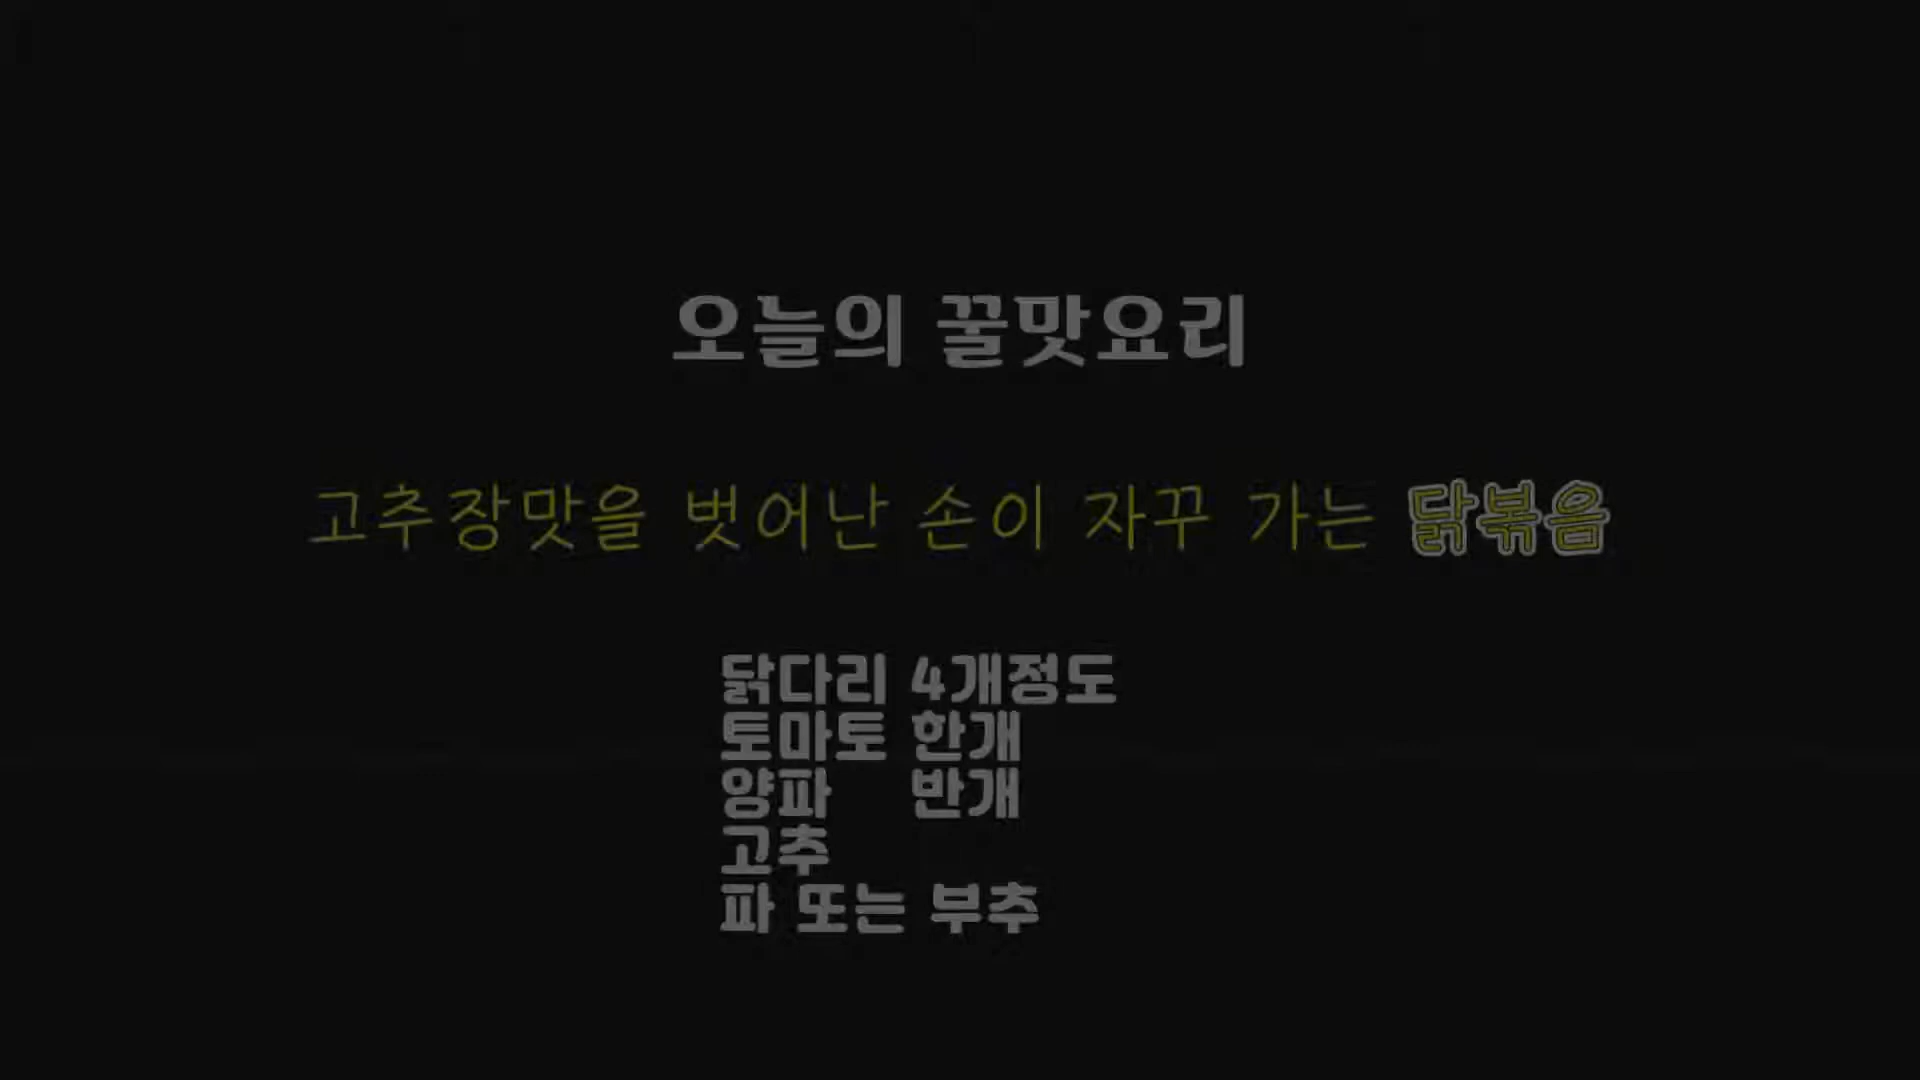 오늘의 꿀맛요리
고추장맛을 벗어난 손이 자꾸 가는 닭볶음
닭다리 4개정도
토마토 한개
양파 반개
고추
파 또는 부추